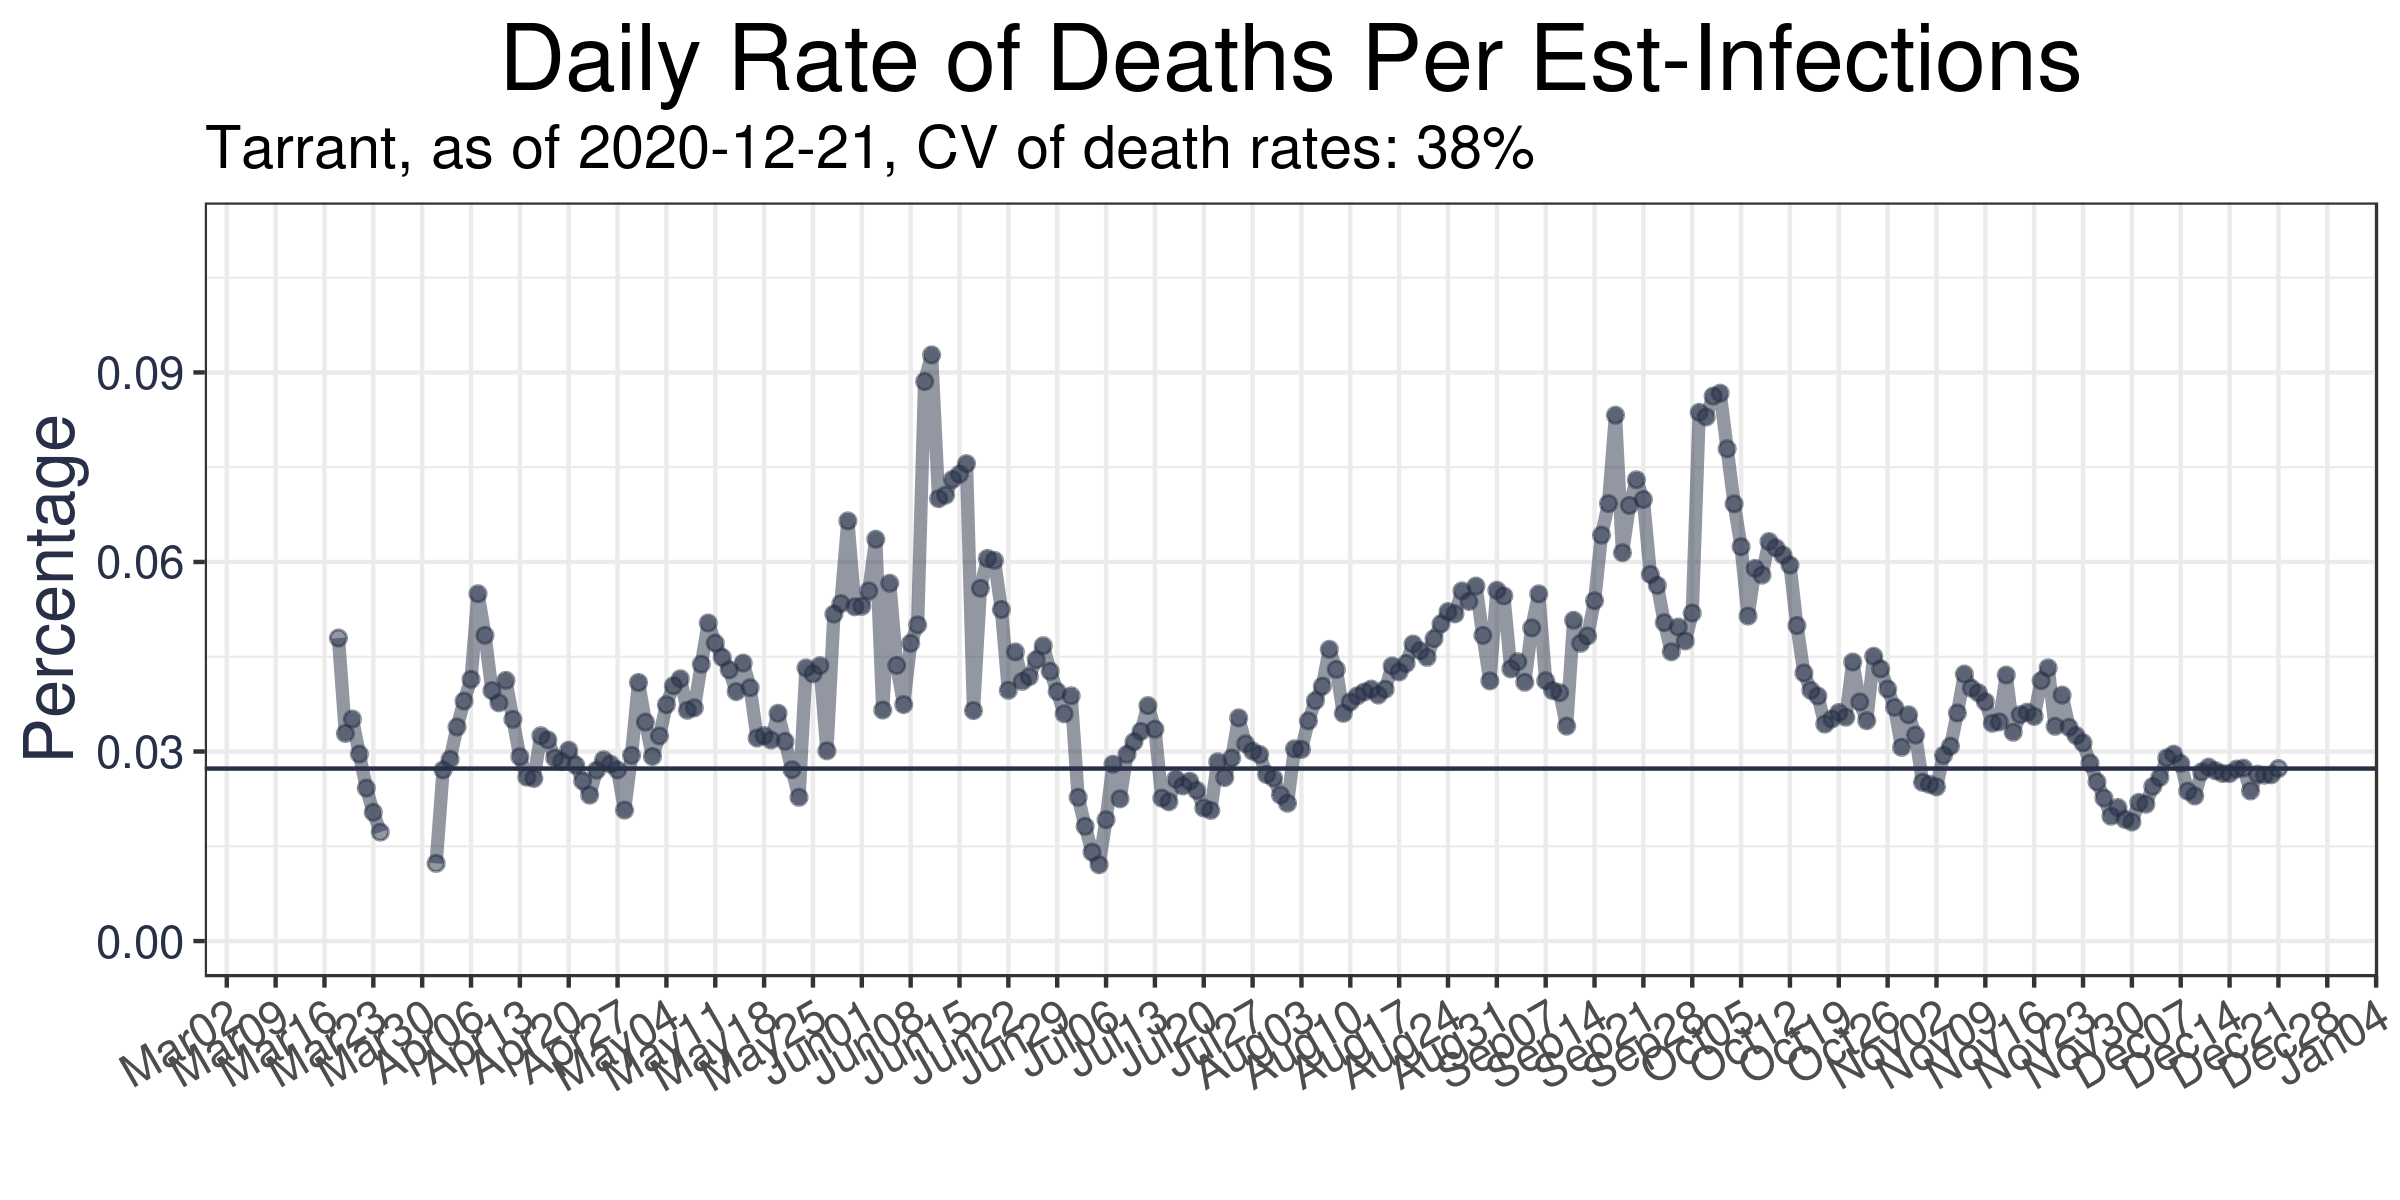 Daily Rate of Deaths Per Est-Infections
Tarrant, as of 2020-12-21, CV of death rates: 38%
Percentage
0.09
0.06
0.03
0.00
Mar02
Mar09
Mar16
Mar23
Mar30
Apr06
Apr13
Apr20
Apr27
May04
May11
May18
May25
Jun01
Jun08
Jun15
Jun22
Jun29
Jul06
Jul13
Jul20
Jul27
Aug03
Aug10
Aug17
Aug24
Aug31
Sep07
Sep14
Sep21
Sep28
Oct05
Oct12
Oct19
Oct26
Nov02
Nov09
Nov16
Nov23
Nov30
Dec07
Dec14
Dec21
Dec28
Jan04